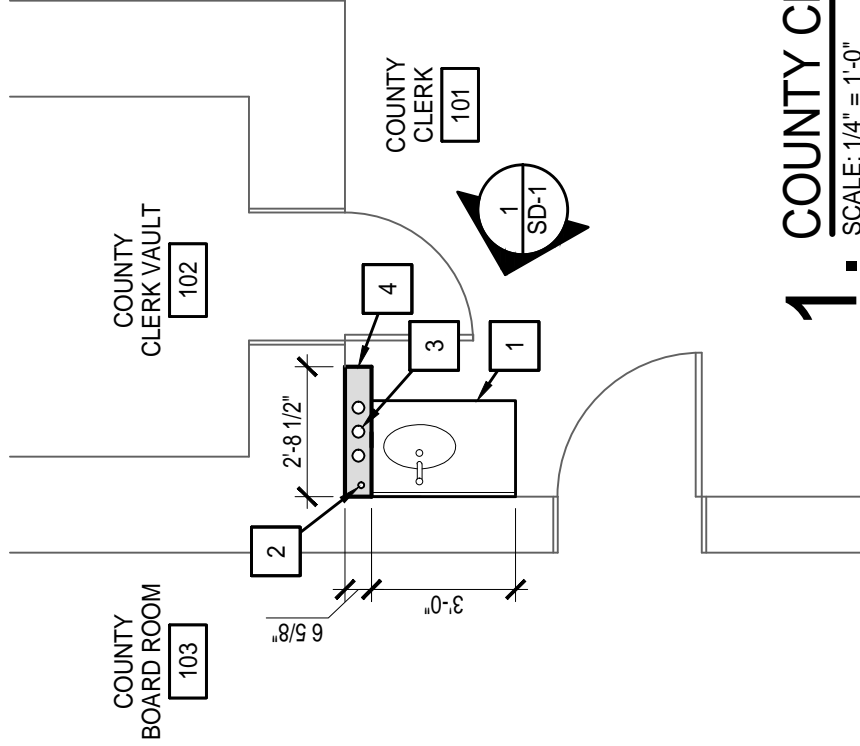 COUNTY
CLERK VAULT
102
COUNTY
CLERK
101
COUNTY
BOARD ROOM
103
2'-8 1/2"
6 5/8"
3'-0"
1
2
3
4
1
SD-1
1.
COUNTY C
SCALE: 1/4" = 1'-0"